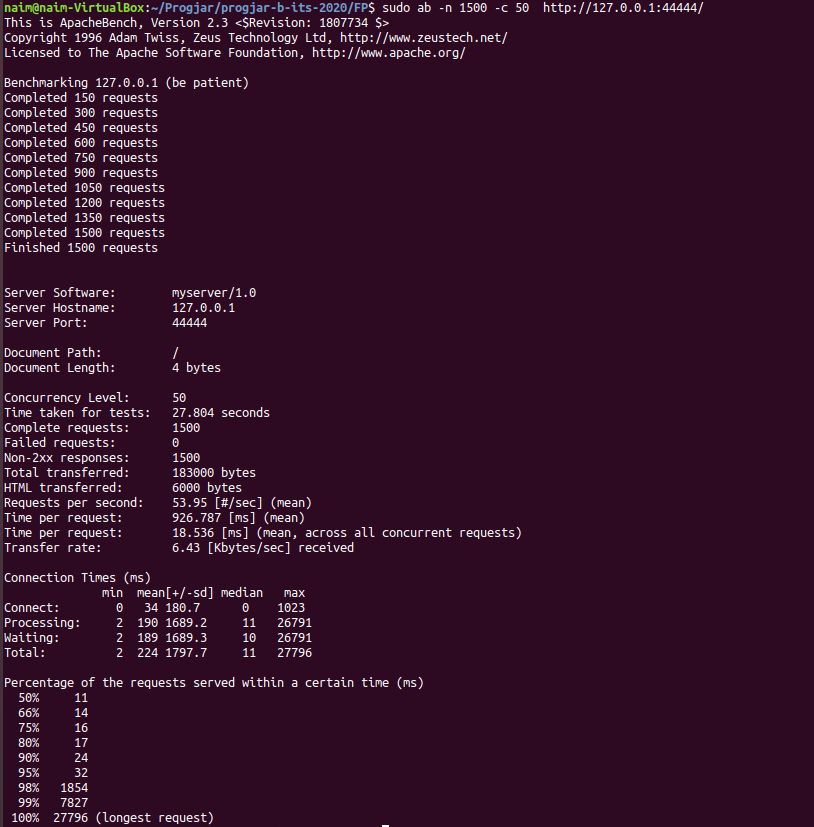 naim@naim-VirtualBox:~/Progjar/progjar-b-its-2020/FP$ sudo ab -n 1500 -c 50  http://127.0.0.1:44444/
This is ApacheBench, Version 2.3 <$Revision: 1807734 $>
Copyright 1996 Adam Twiss, Zeus Technology Ltd, http://www.zeustech.net/
Licensed to The Apache Software Foundation, http://www.apache.org/

Benchmarking 127.0.0.1 (be patient)
Completed 150 requests
Completed 300 requests
Completed 450 requests
Completed 600 requests
Completed 750 requests
Completed 900 requests
Completed 1050 requests
Completed 1200 requests
Completed 1350 requests
Completed 1500 requests
Finished 1500 requests


Server Software:        myserver/1.0
Server Hostname:        127.0.0.1
Server Port:            44444

Document Path:          /
Document Length:        4 bytes

Concurrency Level:      50
Time taken for tests:   27.804 seconds
Complete requests:      1500
Failed requests:        0
Non-2xx responses:      1500
Total transferred:      183000 bytes
HTML transferred:       6000 bytes
Requests per second:    53.95 [#/sec] (mean)
Time per request:       926.787 [ms] (mean)
Time per request:       18.536 [ms] (mean, across all concurrent requests)
Transfer rate:          6.43 [Kbytes/sec] received

Connection Times (ms)
              min  mean[+/-sd] median   max
Connect:        0   34 180.7      0    1023
Processing:     2  190 1689.2     11   26791
Waiting:        2  189 1689.3     10   26791
Total:          2  224 1797.7     11   27796

Percentage of the requests served within a certain time (ms)
  50%     11
  66%     14
  75%     16
  80%     17
  90%     24
  95%     32
  98%   1854
  99%   7827
 100%  27796 (longest request)